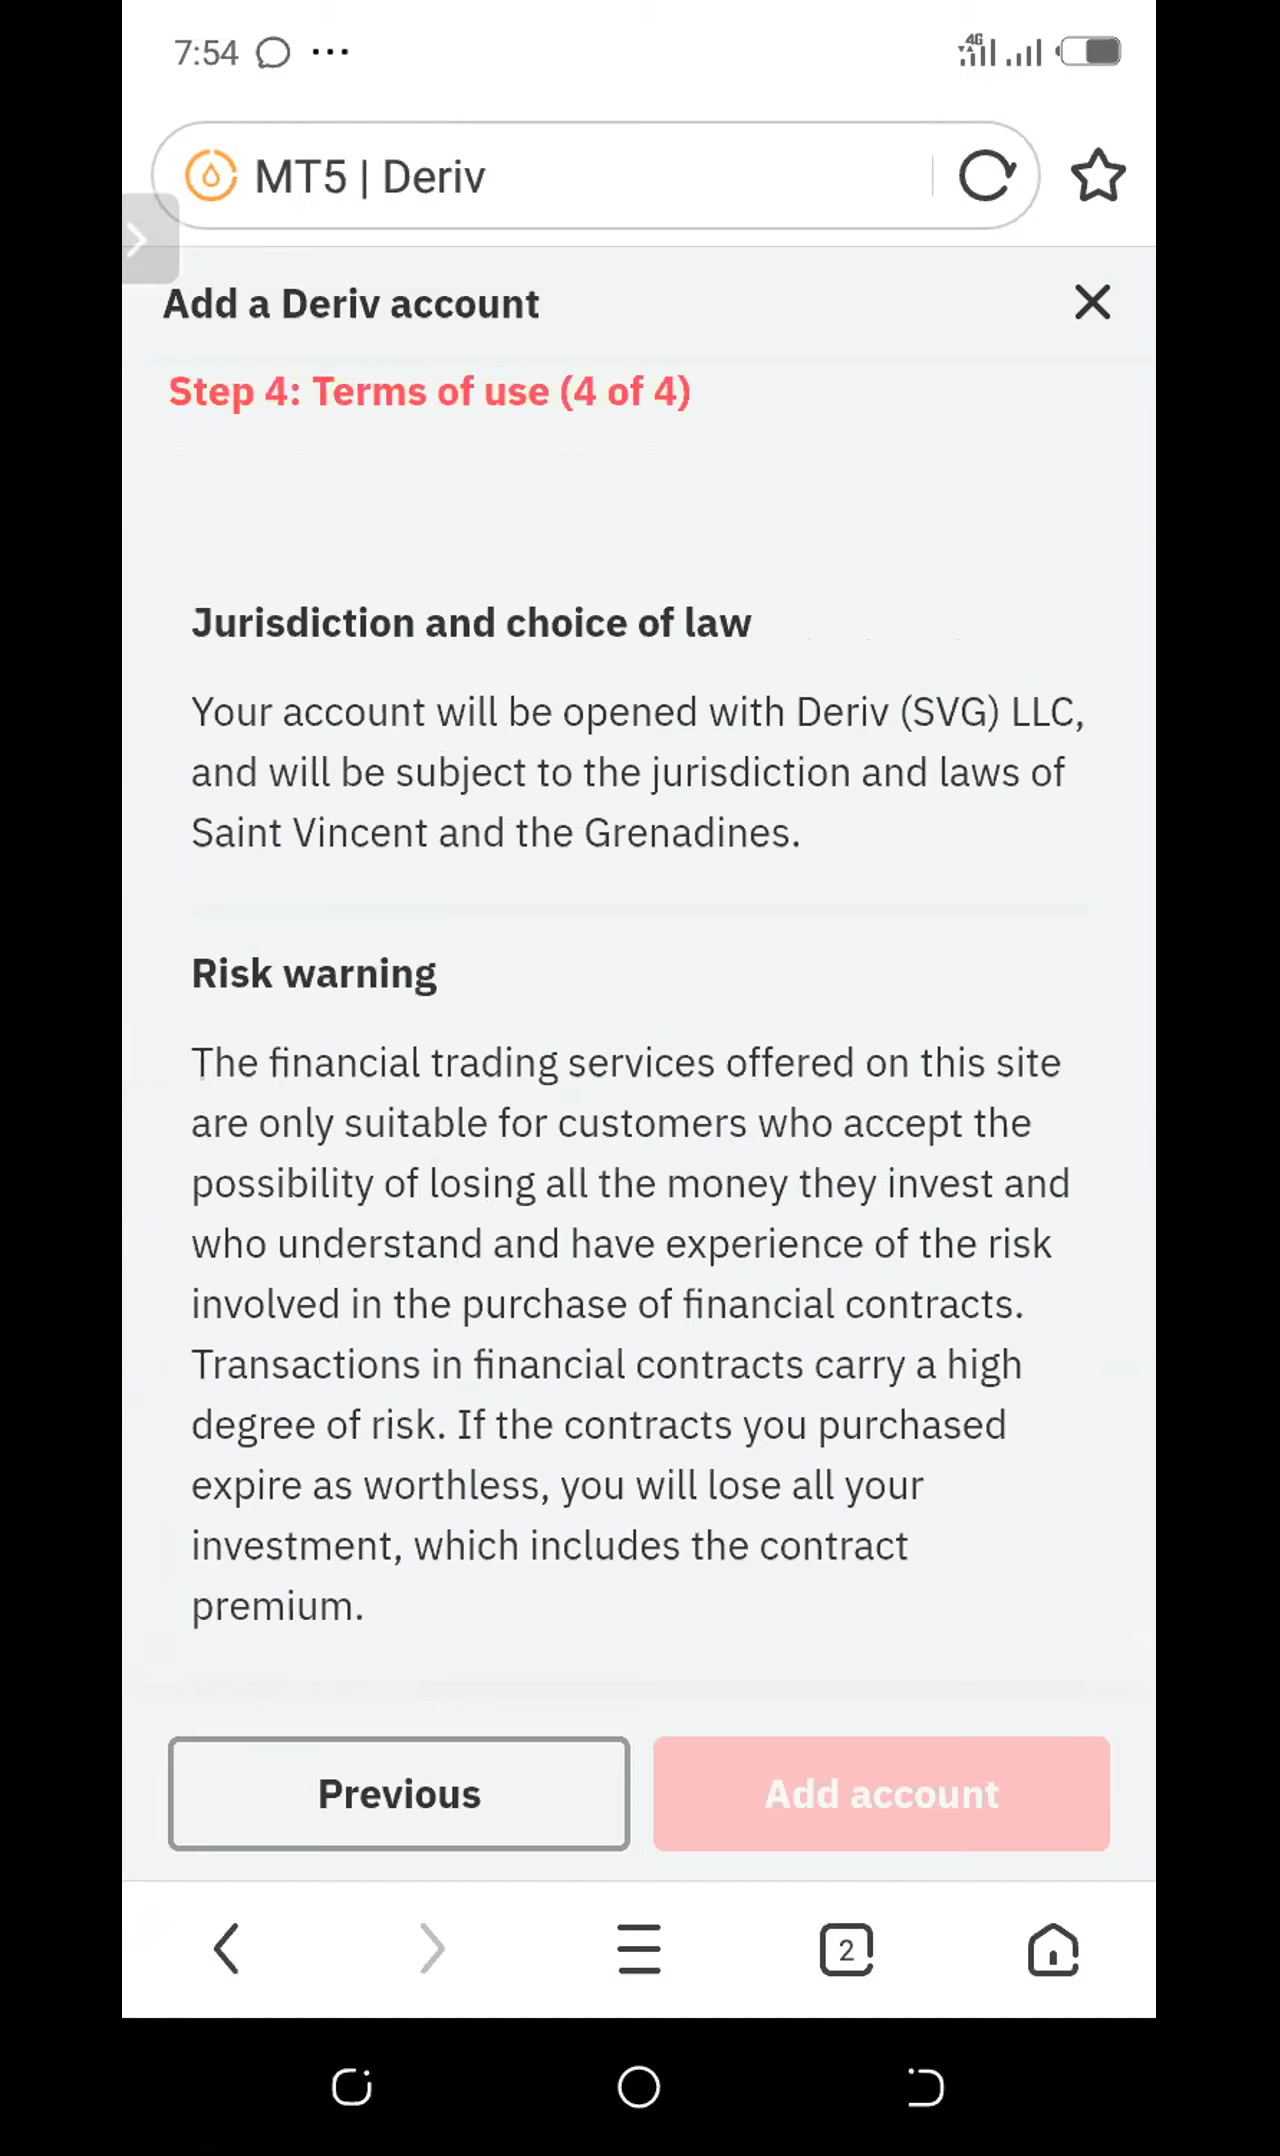 7:54
4G
MT5 | Deriv
Add a Deriv account
Step 4: Terms of use (4 of 4)
Jurisdiction and choice of law
Your account will be opened with Deriv (SVG) LLC,
and will be subject to the jurisdiction and laws of
Saint Vincent and the Grenadines.
Risk warning
The financial trading services offered on this site
are only suitable for customers who accept the
possibility of losing all the money they invest and
who understand and have experience of the risk
involved in the purchase of financial contracts.
Transactions in financial contracts carry a high
degree of risk. If the contracts you purchased
expire as worthless, you will lose all your
investment, which includes the contract
premium.
Previous
Add account
2